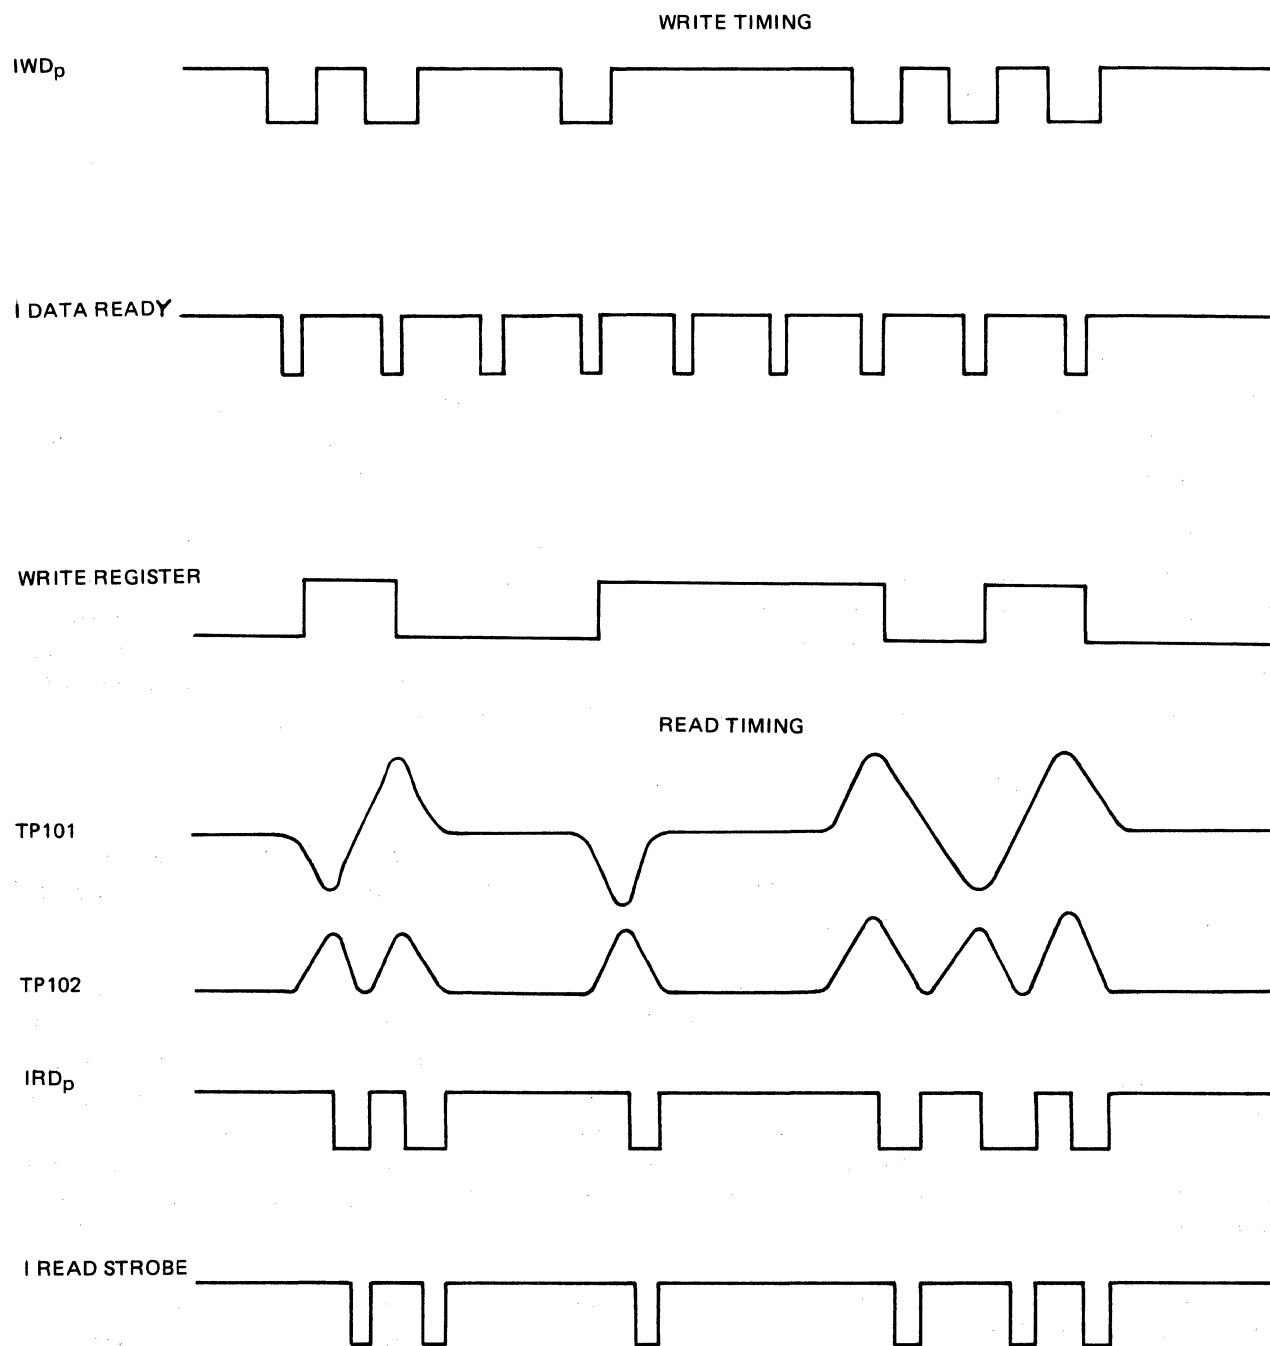 WRITE TIMING
IWDp
I DATA READY
WRITE REGISTER
READ TIMING
TP101
TP102
IRDp
I READ STROBE